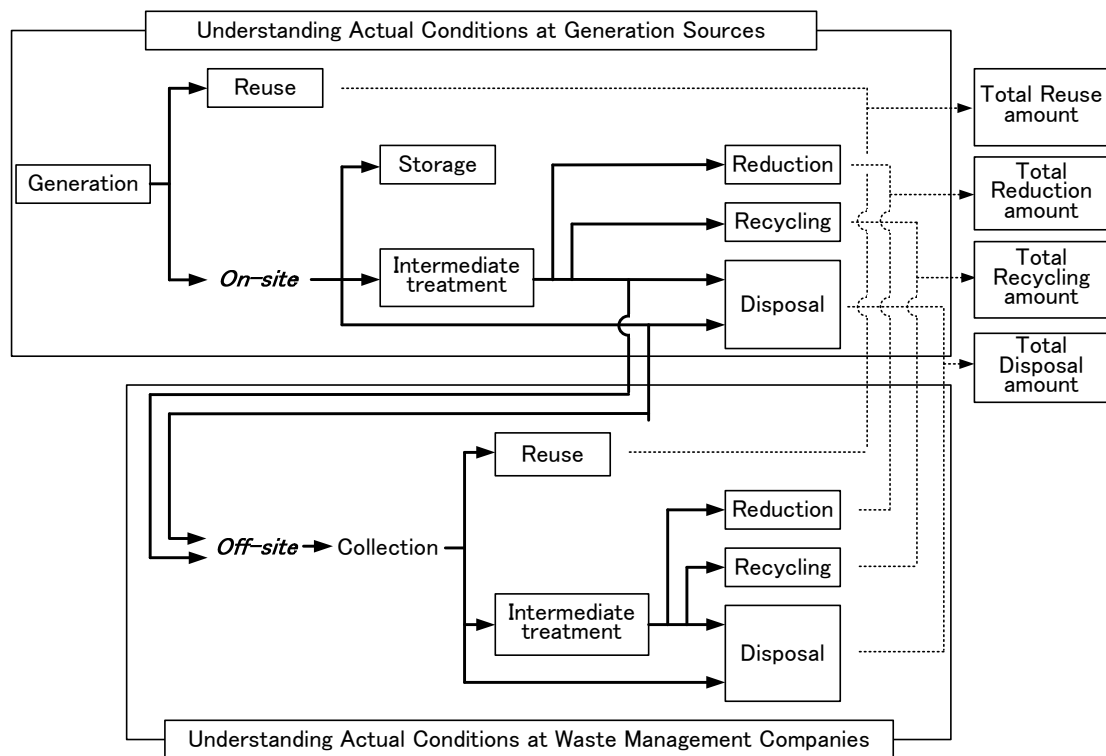 Understanding Actual Conditions at Generation Sources
Reuse
Total Reuse
amount
Generation
Storage
Reduction
Total
Reduction
amount
Recycling
On-site
Intermediate
treatment
Disposal
Total
Recycling
amount
Total
Disposal
amount
Reuse
Reduction
Off-site
Collection
Recycling
Intermediate
treatment
Disposal
Understanding Actual Conditions at Waste Management Companies